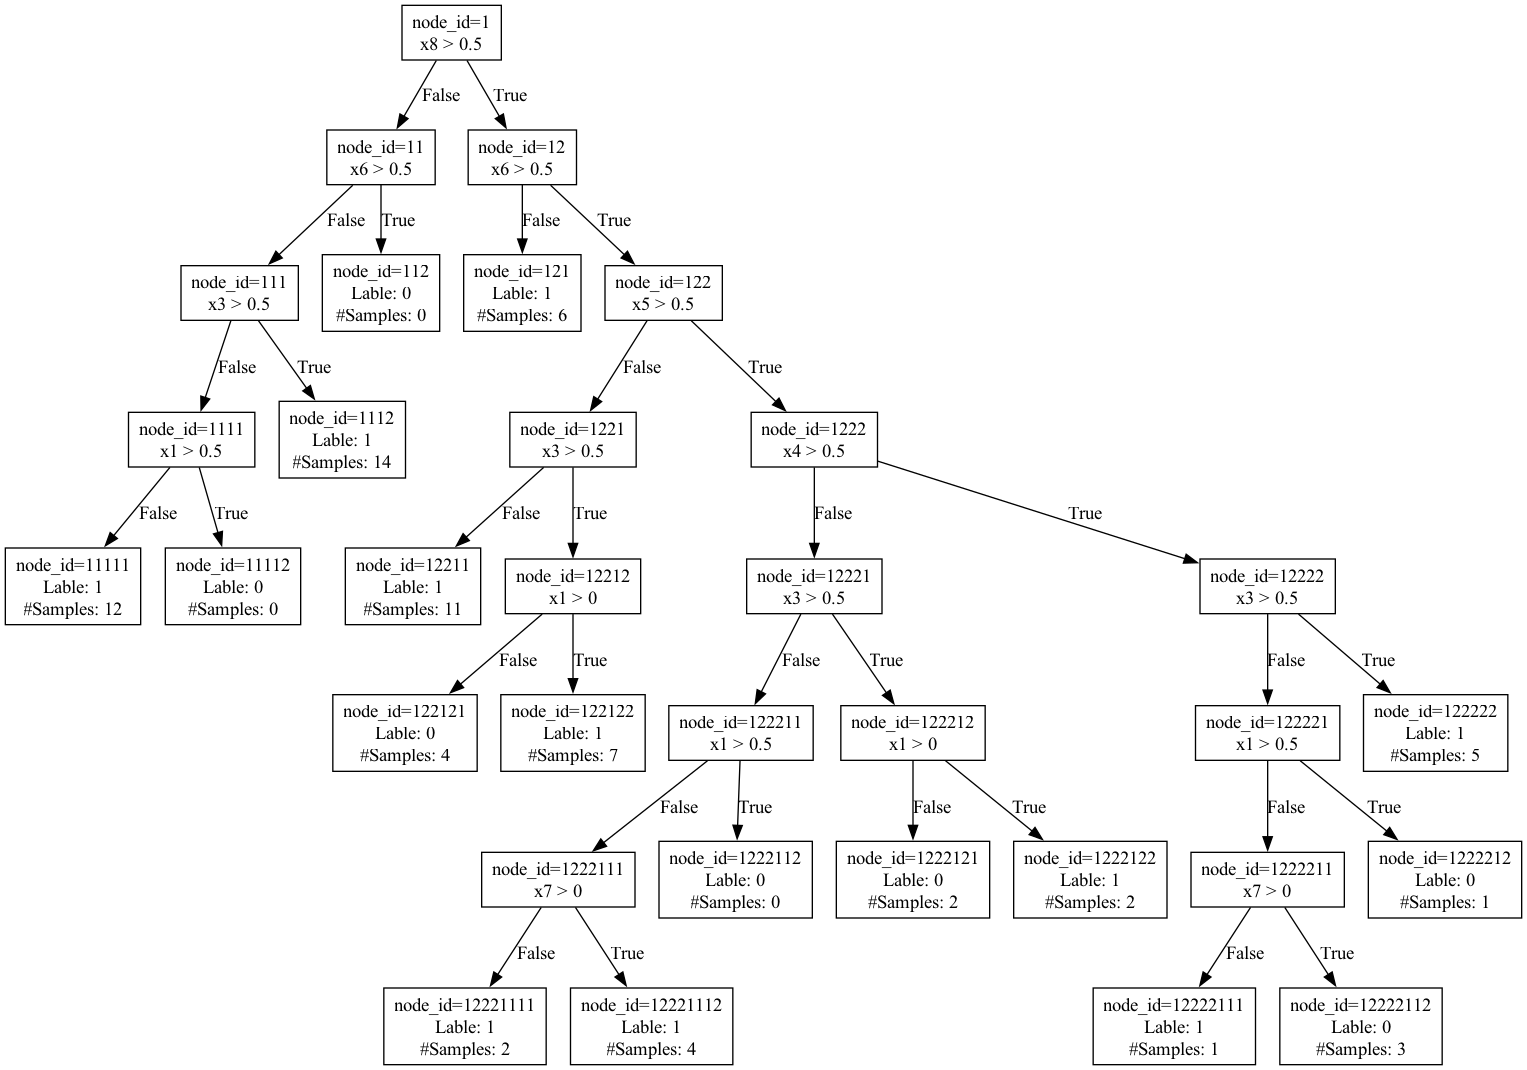 node_id=1
x8 > 0.5
False
True
node_id=11
x6 > 0.5
node_id=12
x6 > 0.5
False
True
False
True
node_id=111
x3 > 0.5
node_id=112
Lable: 0
#Samples: 0
node_id=121
Lable: 1
#Samples: 6
node_id=122
x5 > 0.5
False
True
False
True
node_id=1111
x1 > 0.5
node_id=1112
Lable: 1
#Samples: 14
node_id=1221
x3 > 0.5
node_id=1222
x4 > 0.5
False
True
False
True
False
True
node_id=11111
Lable: 1
#Samples: 12
node_id=11112
Lable: 0
#Samples: 0
node_id=12211
Lable: 1
#Samples: 11
node_id=12212
x1 > 0
node_id=12221
x3 > 0.5
node_id=12222
x3 > 0.5
False
True
False
True
False
True
node_id=122121
Lable: 0
#Samples: 4
node_id=122122
Lable: 1
#Samples: 7
node_id=122211
x1 > 0.5
node_id=122212
x1 > 0
node_id=122221
x1 > 0.5
node_id=122222
Lable: 1
#Samples: 5
False
True
False
True
False
True
node_id=1222111
x7 > 0
node_id=1222112
Lable: 0
#Samples: 0
node_id=1222121
Lable: 0
#Samples: 2
node_id=1222122
Lable: 1
#Samples: 2
node_id=1222211
x7 > 0
node_id=1222212
Lable: 0
#Samples: 1
False
True
False
True
node_id=12221111
Lable: 1
#Samples: 2
node_id=12221112
Lable: 1
#Samples: 4
node_id=12222111
Lable: 1
#Samples: 1
node_id=12222112
Lable: 0
#Samples: 3